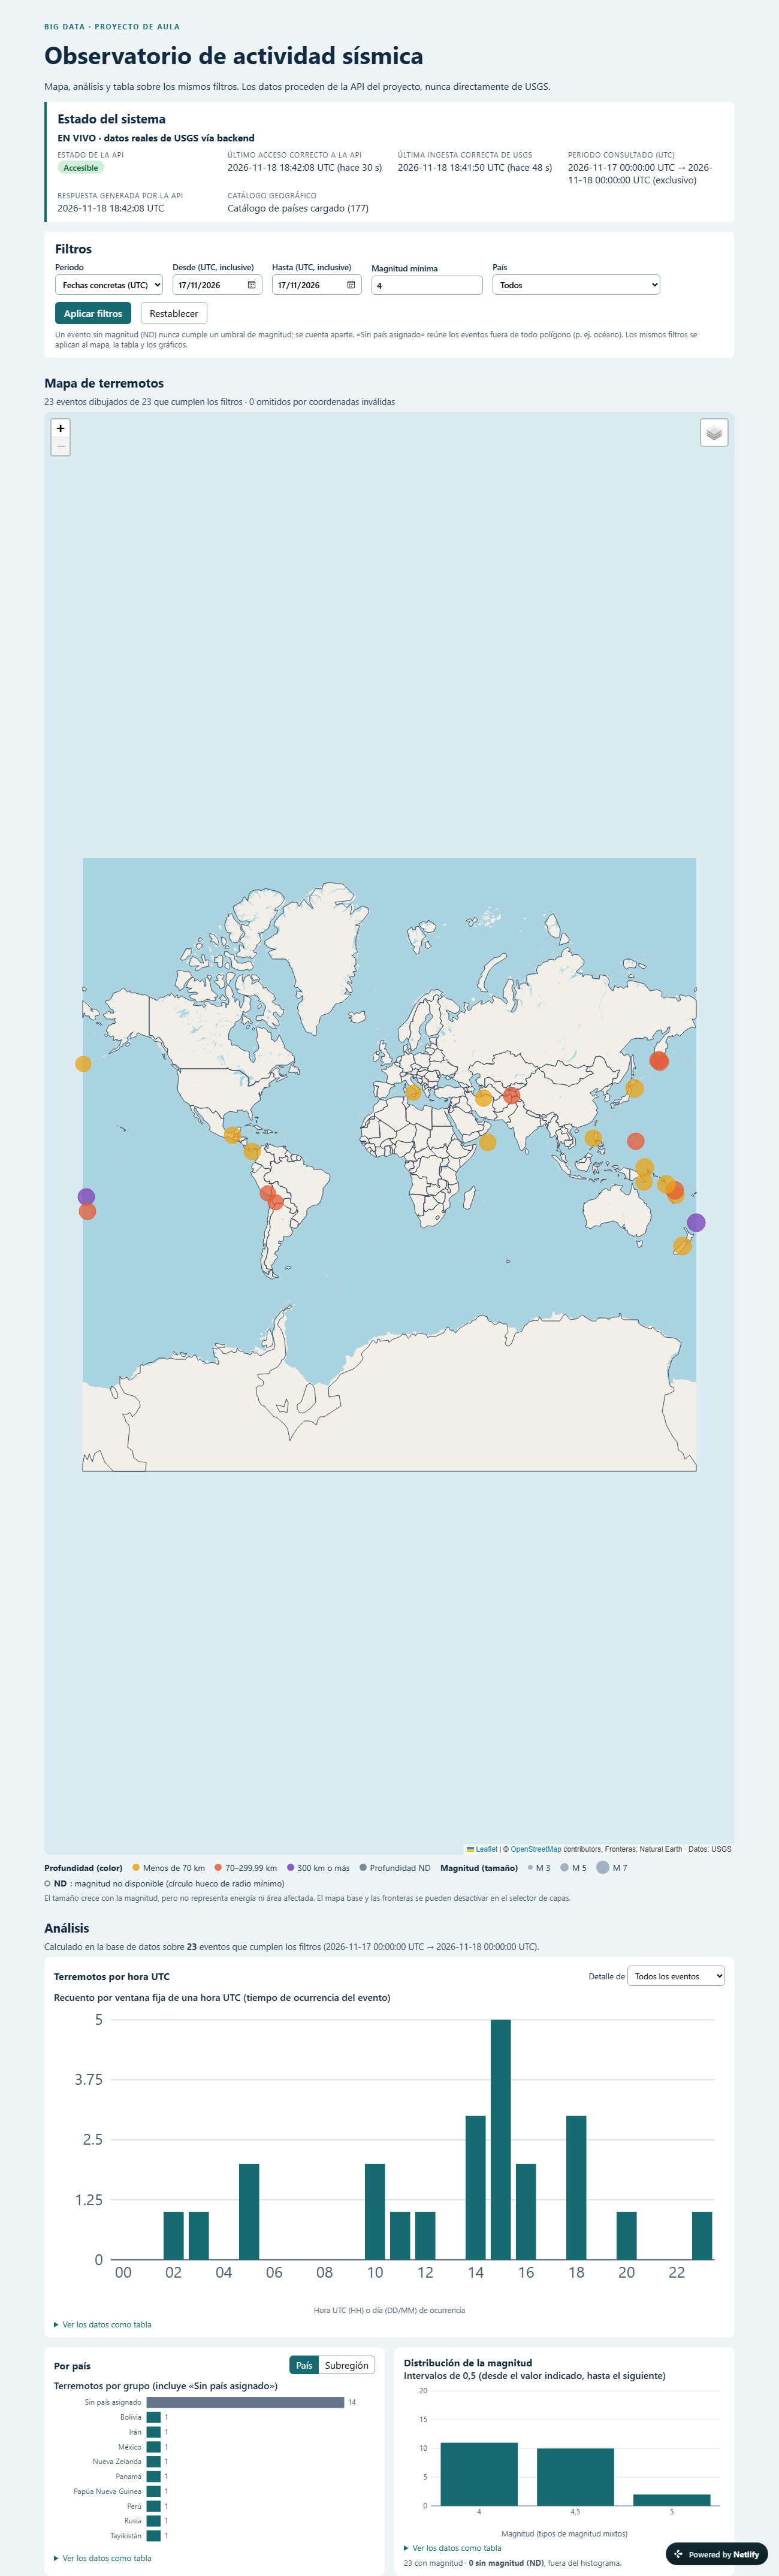 BIG DATA · PROYECTO DE AULA
Observatorio de actividad sísmica
Mapa, análisis y tabla sobre los mismos filtros. Los datos proceden de la API del proyecto, nunca directamente de USGS.
Estado del sistema
EN VIVO · datos reales de USGS vía backend
ESTADO DE LA API
Accesible
ÚLTIMO ACCESO CORRECTO A LA API
2026-11-18 18:42:08 UTC (hace 30 s)
ÚLTIMA INGESTA CORRECTA DE USGS
2026-11-18 18:41:50 UTC (hace 48 s)
PERIODO CONSULTADO (UTC)
2026-11-17 00:00:00 UTC → 2026-
11-18 00:00:00 UTC (exclusivo)
RESPUESTA GENERADA POR LA API
2026-11-18 18:42:08 UTC
CATÁLOGO GEOGRÁFICO
Catálogo de países cargado (177)
Filtros
Periodo
Fechas concretas (UTC)
Desde (UTC, inclusive)
17/11/2026
Hasta (UTC, inclusive)
17/11/2026
Magnitud mínima
4
País
Todos
Aplicar filtros
Restablecer
Un evento sin magnitud (ND) nunca cumple un umbral de magnitud; se cuenta aparte. «Sin país asignado» reúne los eventos fuera de todo polígono (p. ej. océano). Los mismos filtros se
aplican al mapa, la tabla y los gráficos.
Mapa de terremotos
23 eventos dibujados de 23 que cumplen los filtros · 0 omitidos por coordenadas inválidas
+
−
Leaflet | © OpenStreetMap contributors, Fronteras: Natural Earth · Datos: USGS
Profundidad (color) Menos de 70 km 70–299,99 km 300 km o más Profundidad ND Magnitud (tamaño) M 3 M 5 M 7
ND : magnitud no disponible (círculo hueco de radio mínimo)
El tamaño crece con la magnitud, pero no representa energía ni área afectada. El mapa base y las fronteras se pueden desactivar en el selector de capas.
Análisis
Calculado en la base de datos sobre 23 eventos que cumplen los filtros (2026-11-17 00:00:00 UTC → 2026-11-18 00:00:00 UTC).
Terremotos por hora UTC
Detalle de Todos los eventos
Recuento por ventana fija de una hora UTC (tiempo de ocurrencia del evento)
5
3.75
2.5
1.25
0
00 02 04 06 08 10 12 14 16 18 20 22
Hora UTC (HH) o día (DD/MM) de ocurrencia
Ver los datos como tabla
Por país
País Subregión
Terremotos por grupo (incluye «Sin país asignado»)
Sin país asignado 14
Bolivia 1
Irán 1
México 1
Nueva Zelanda 1
Panamá 1
Papúa Nueva Guinea 1
Perú 1
Rusia 1
Tayikistán 1
Ver los datos como tabla
Distribución de la magnitud
Intervalos de 0,5 (desde el valor indicado, hasta el siguiente)
20
15
10
5
0
4 4,5 5
Magnitud (tipos de magnitud mixtos)
Ver los datos como tabla
23 con magnitud · 0 sin magnitud (ND), fuera del histograma.
Powered by Netlify